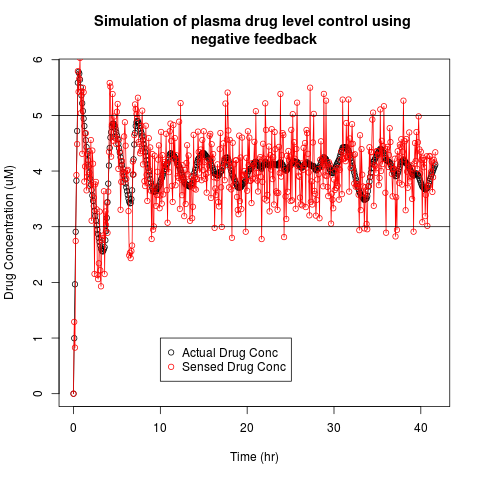 Simulation of plasma drug level control using
negative feedback
6
5
4
3
2
1
0
Drug Concentration (uM)
Actual Drug Conc
Sensed Drug Conc
0 10 20 30 40
Time (hr)